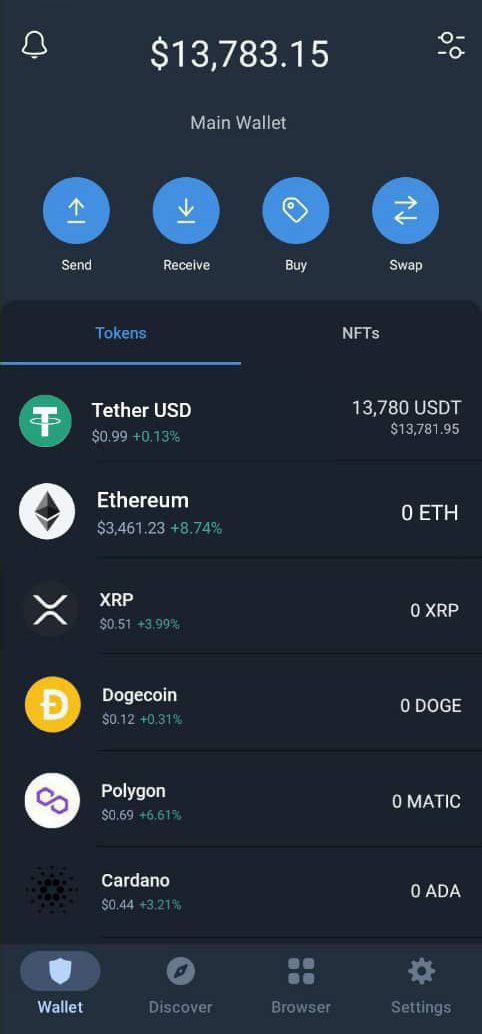 $13,783.15
Main Wallet
Send Receive Buy Swap
Tokens NFTs
Tether USD 13,780 USDT
$0.99 +0.13% $13,781.95
Ethereum 0 ETH
$3,461.23 +8.74%
XRP 0 XRP
$0.51 +3.99%
Dogecoin 0 DOGE
$0.12 +0.31%
Polygon 0 MATIC
$0.69 +6.61%
Cardano 0 ADA
$0.44 +3.21%
Wallet Discover Browser Settings